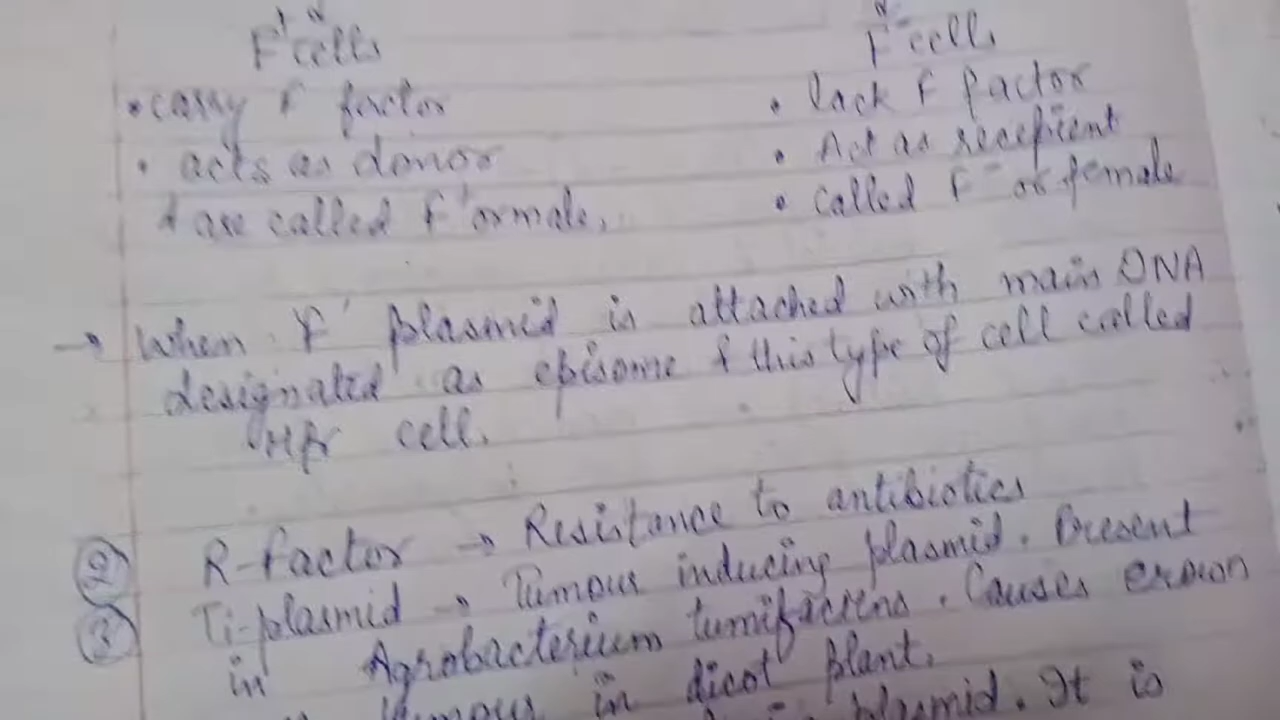 F⁺ cells
F⁻ cells
• carry F factor
• lack F factor
• acts as donor
• Act as recepient
& are called F⁺ or male.
• called F⁻ or female
→ When F plasmid is attached with main DNA
designated as episome & this type of cell called
Hfr cell.
② R-factor → Resistance to antibiotics
③ Ti-plasmid → Tumour inducing plasmid. Present
in Agrobacterium tumifaciens. Causes crown
tumour in dicot plant.
plasmid. It is